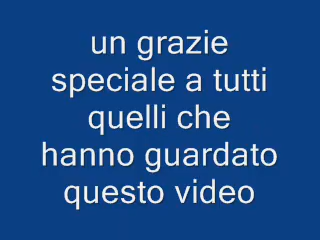 un grazie
speciale a tutti
quelli che
hanno guardato
questo video